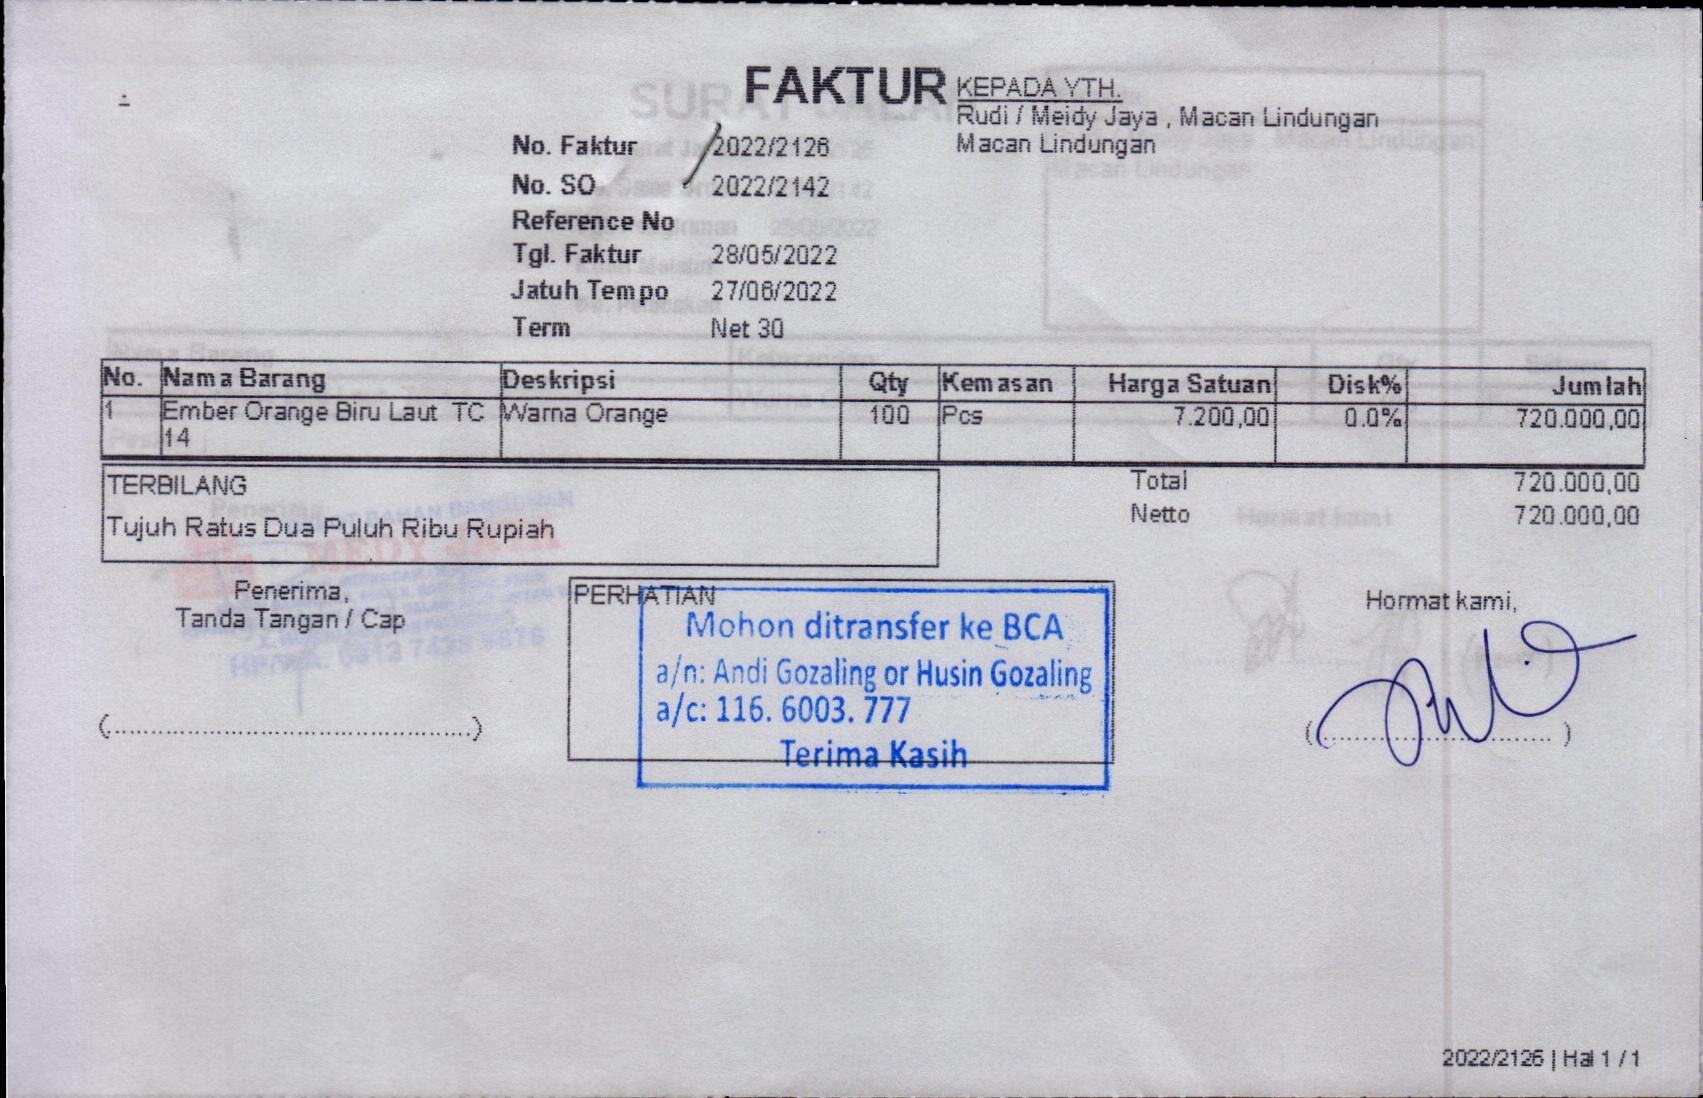 FAKTUR
KEPADA YTH.
Rudi / Meidy Jaya , Macan Lindungan
Macan Lindungan
No. Faktur 2022/2126
No. SO 2022/2142
Reference No
Tgl. Faktur 28/05/2022
Jatuh Tempo 27/06/2022
Term Net 30
No. Nama Barang Deskripsi Qty Kemasan Harga Satuan Disk% Jumlah
1 Ember Orange Biru Laut TC Warna Orange 100 Pcs 7.200,00 0.0% 720.000,00
14
TERBILANG
Tujuh Ratus Dua Puluh Ribu Rupiah
Total 720.000,00
Netto 720.000,00
Penerima,
Tanda Tangan / Cap
(................................................)
PERHATIAN
Mohon ditransfer ke BCA
a/n: Andi Gozaling or Husin Gozaling
a/c: 116. 6003. 777
Terima Kasih
Hormat kami,
(................................ )
2022/2126 | Hal 1 / 1